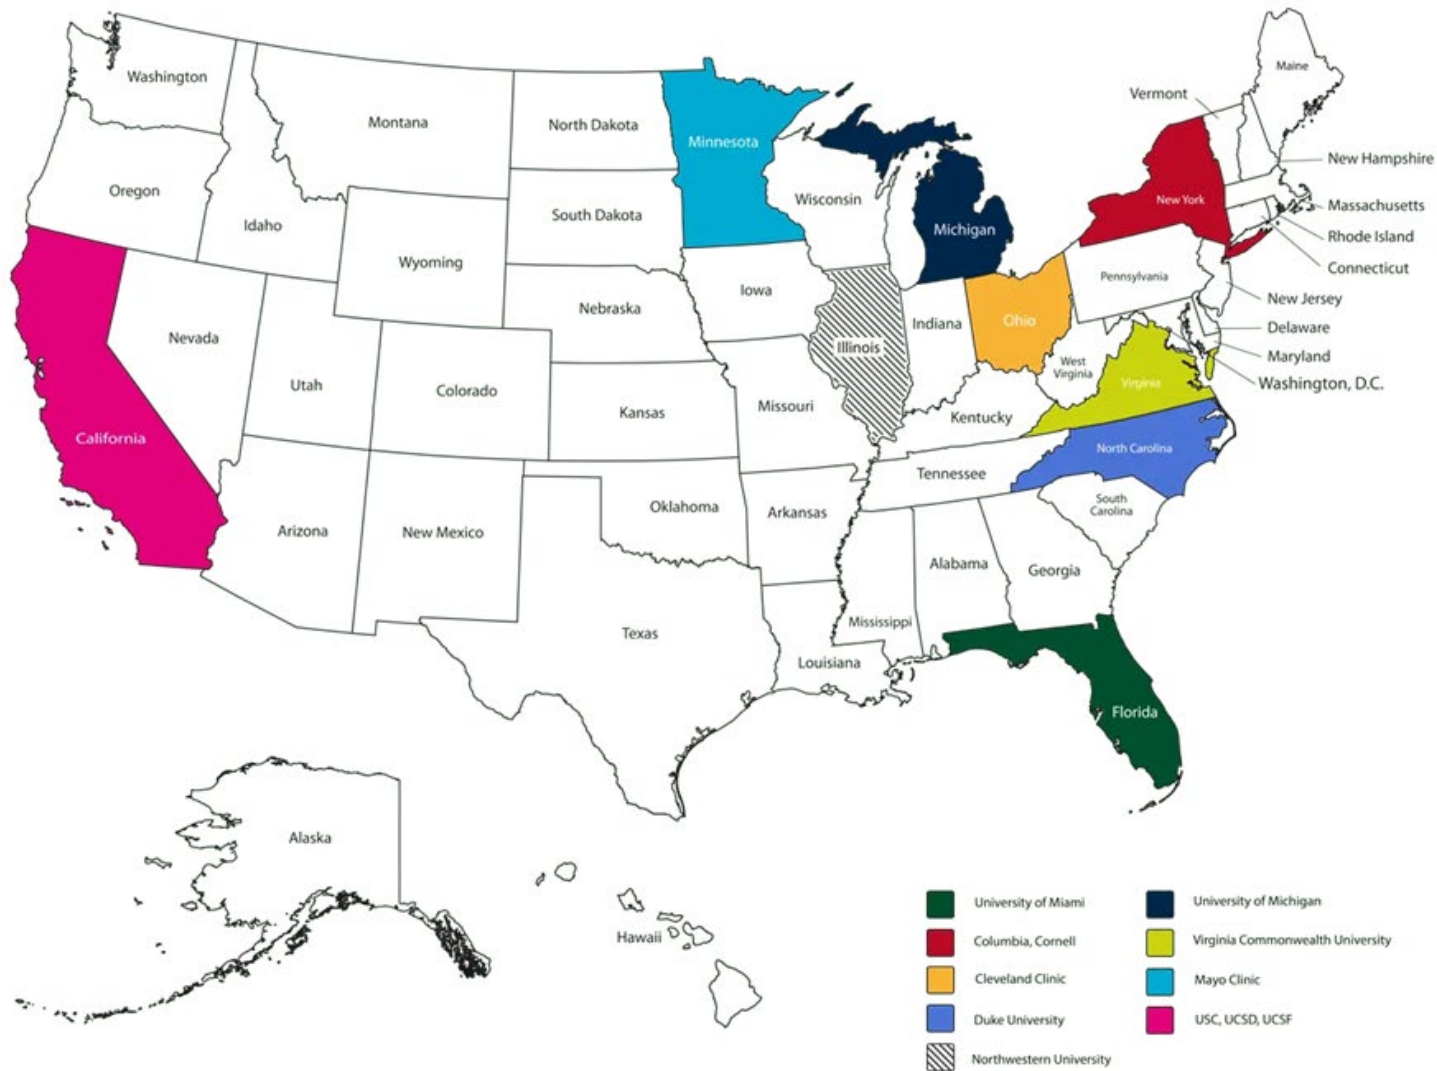 Washington
Montana
North Dakota
Minnesota
Vermont
Maine
New Hampshire
Oregon
Idaho
South Dakota
Wisconsin
Michigan
New York
Massachusetts
Rhode Island
Connecticut
Wyoming
Nebraska
Iowa
Pennsylvania
New Jersey
Delaware
Maryland
Washington, D.C.
Nevada
Utah
Colorado
Kansas
Missouri
Illinois
Indiana
Ohio
West
Virginia
Virginia
Kentucky
California
Arizona
New Mexico
Oklahoma
Arkansas
Tennessee
North Carolina
South
Carolina
Texas
Louisiana
Mississippi
Alabama
Georgia
Florida
Alaska
Hawaii
University of Miami
Columbia, Cornell
Cleveland Clinic
Duke University
Northwestern University
University of Michigan
Virginia Commonwealth University
Mayo Clinic
USC, UCSD, UCSF